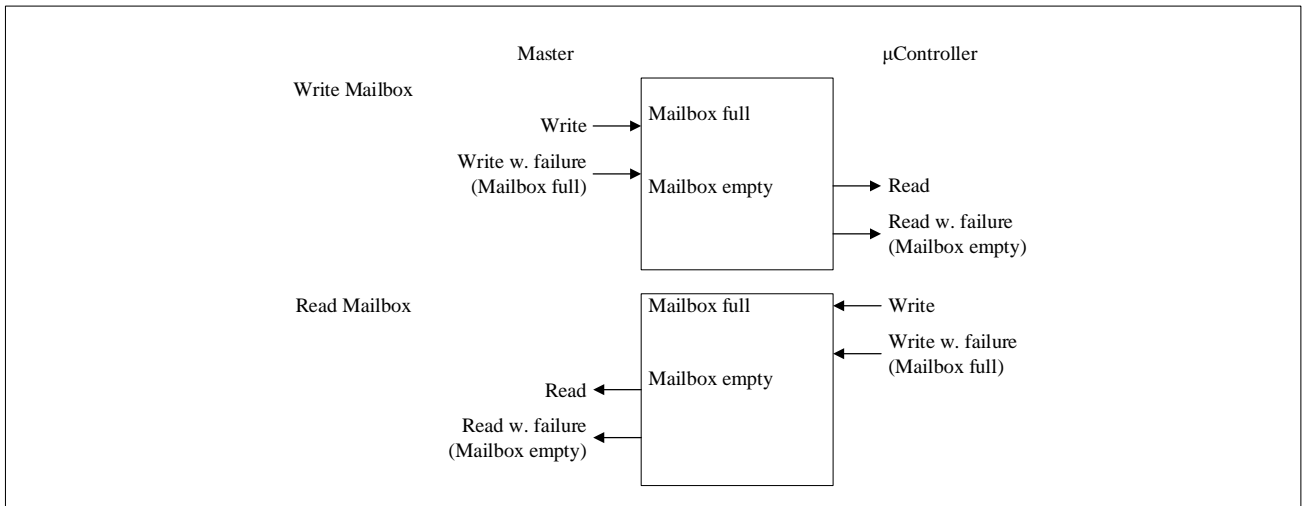 Master
μController
Write Mailbox
Mailbox full
Write
Write w. failure
(Mailbox full)
Mailbox empty
Read
Read w. failure
(Mailbox empty)
Read Mailbox
Mailbox full
Write
Write w. failure
(Mailbox full)
Mailbox empty
Read
Read w. failure
(Mailbox empty)